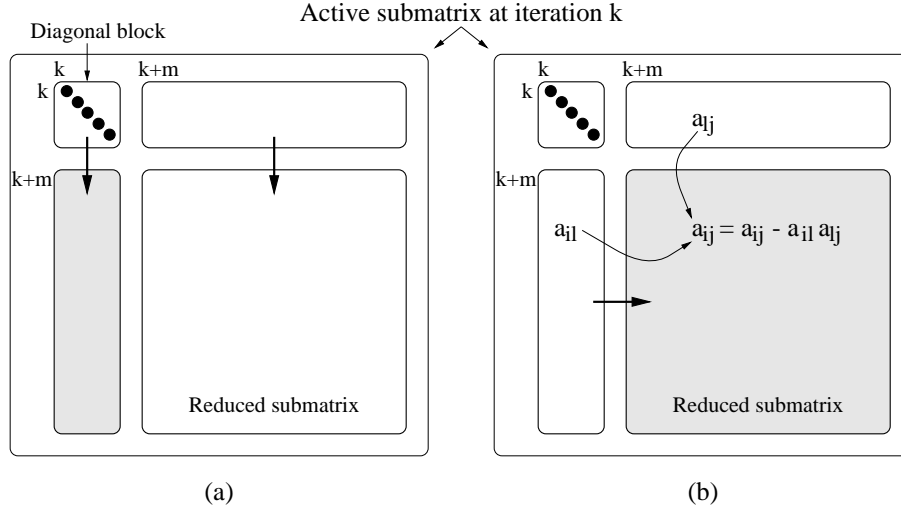 Active submatrix at iteration k
Diagonal block
k
k+m
k
k+m
Reduced submatrix
(a)
k
k+m
k
a_lj
k+m
a_il
a_ij = a_ij - a_il a_lj
Reduced submatrix
(b)